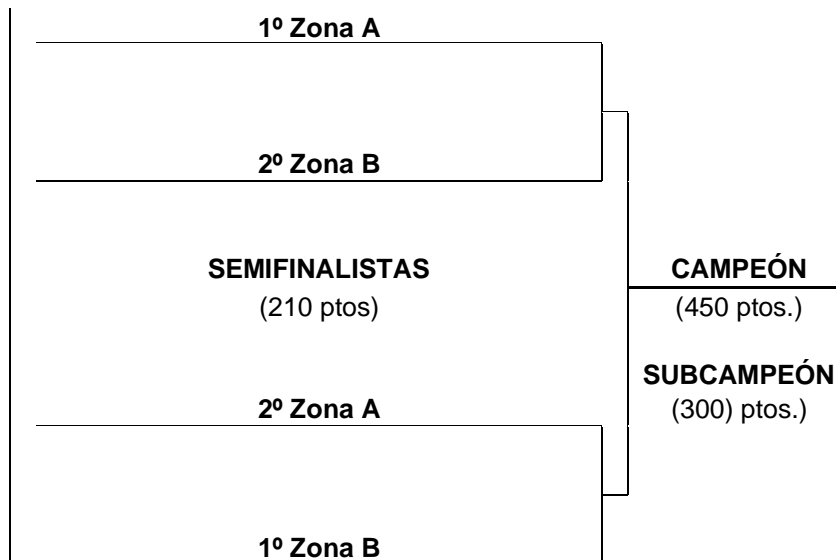 1º Zona A
2º Zona B
SEMIFINALISTAS
(210 ptos)
CAMPEÓN
(450 ptos.)
SUBCAMPEÓN
(300) ptos.)
2º Zona A
1º Zona B